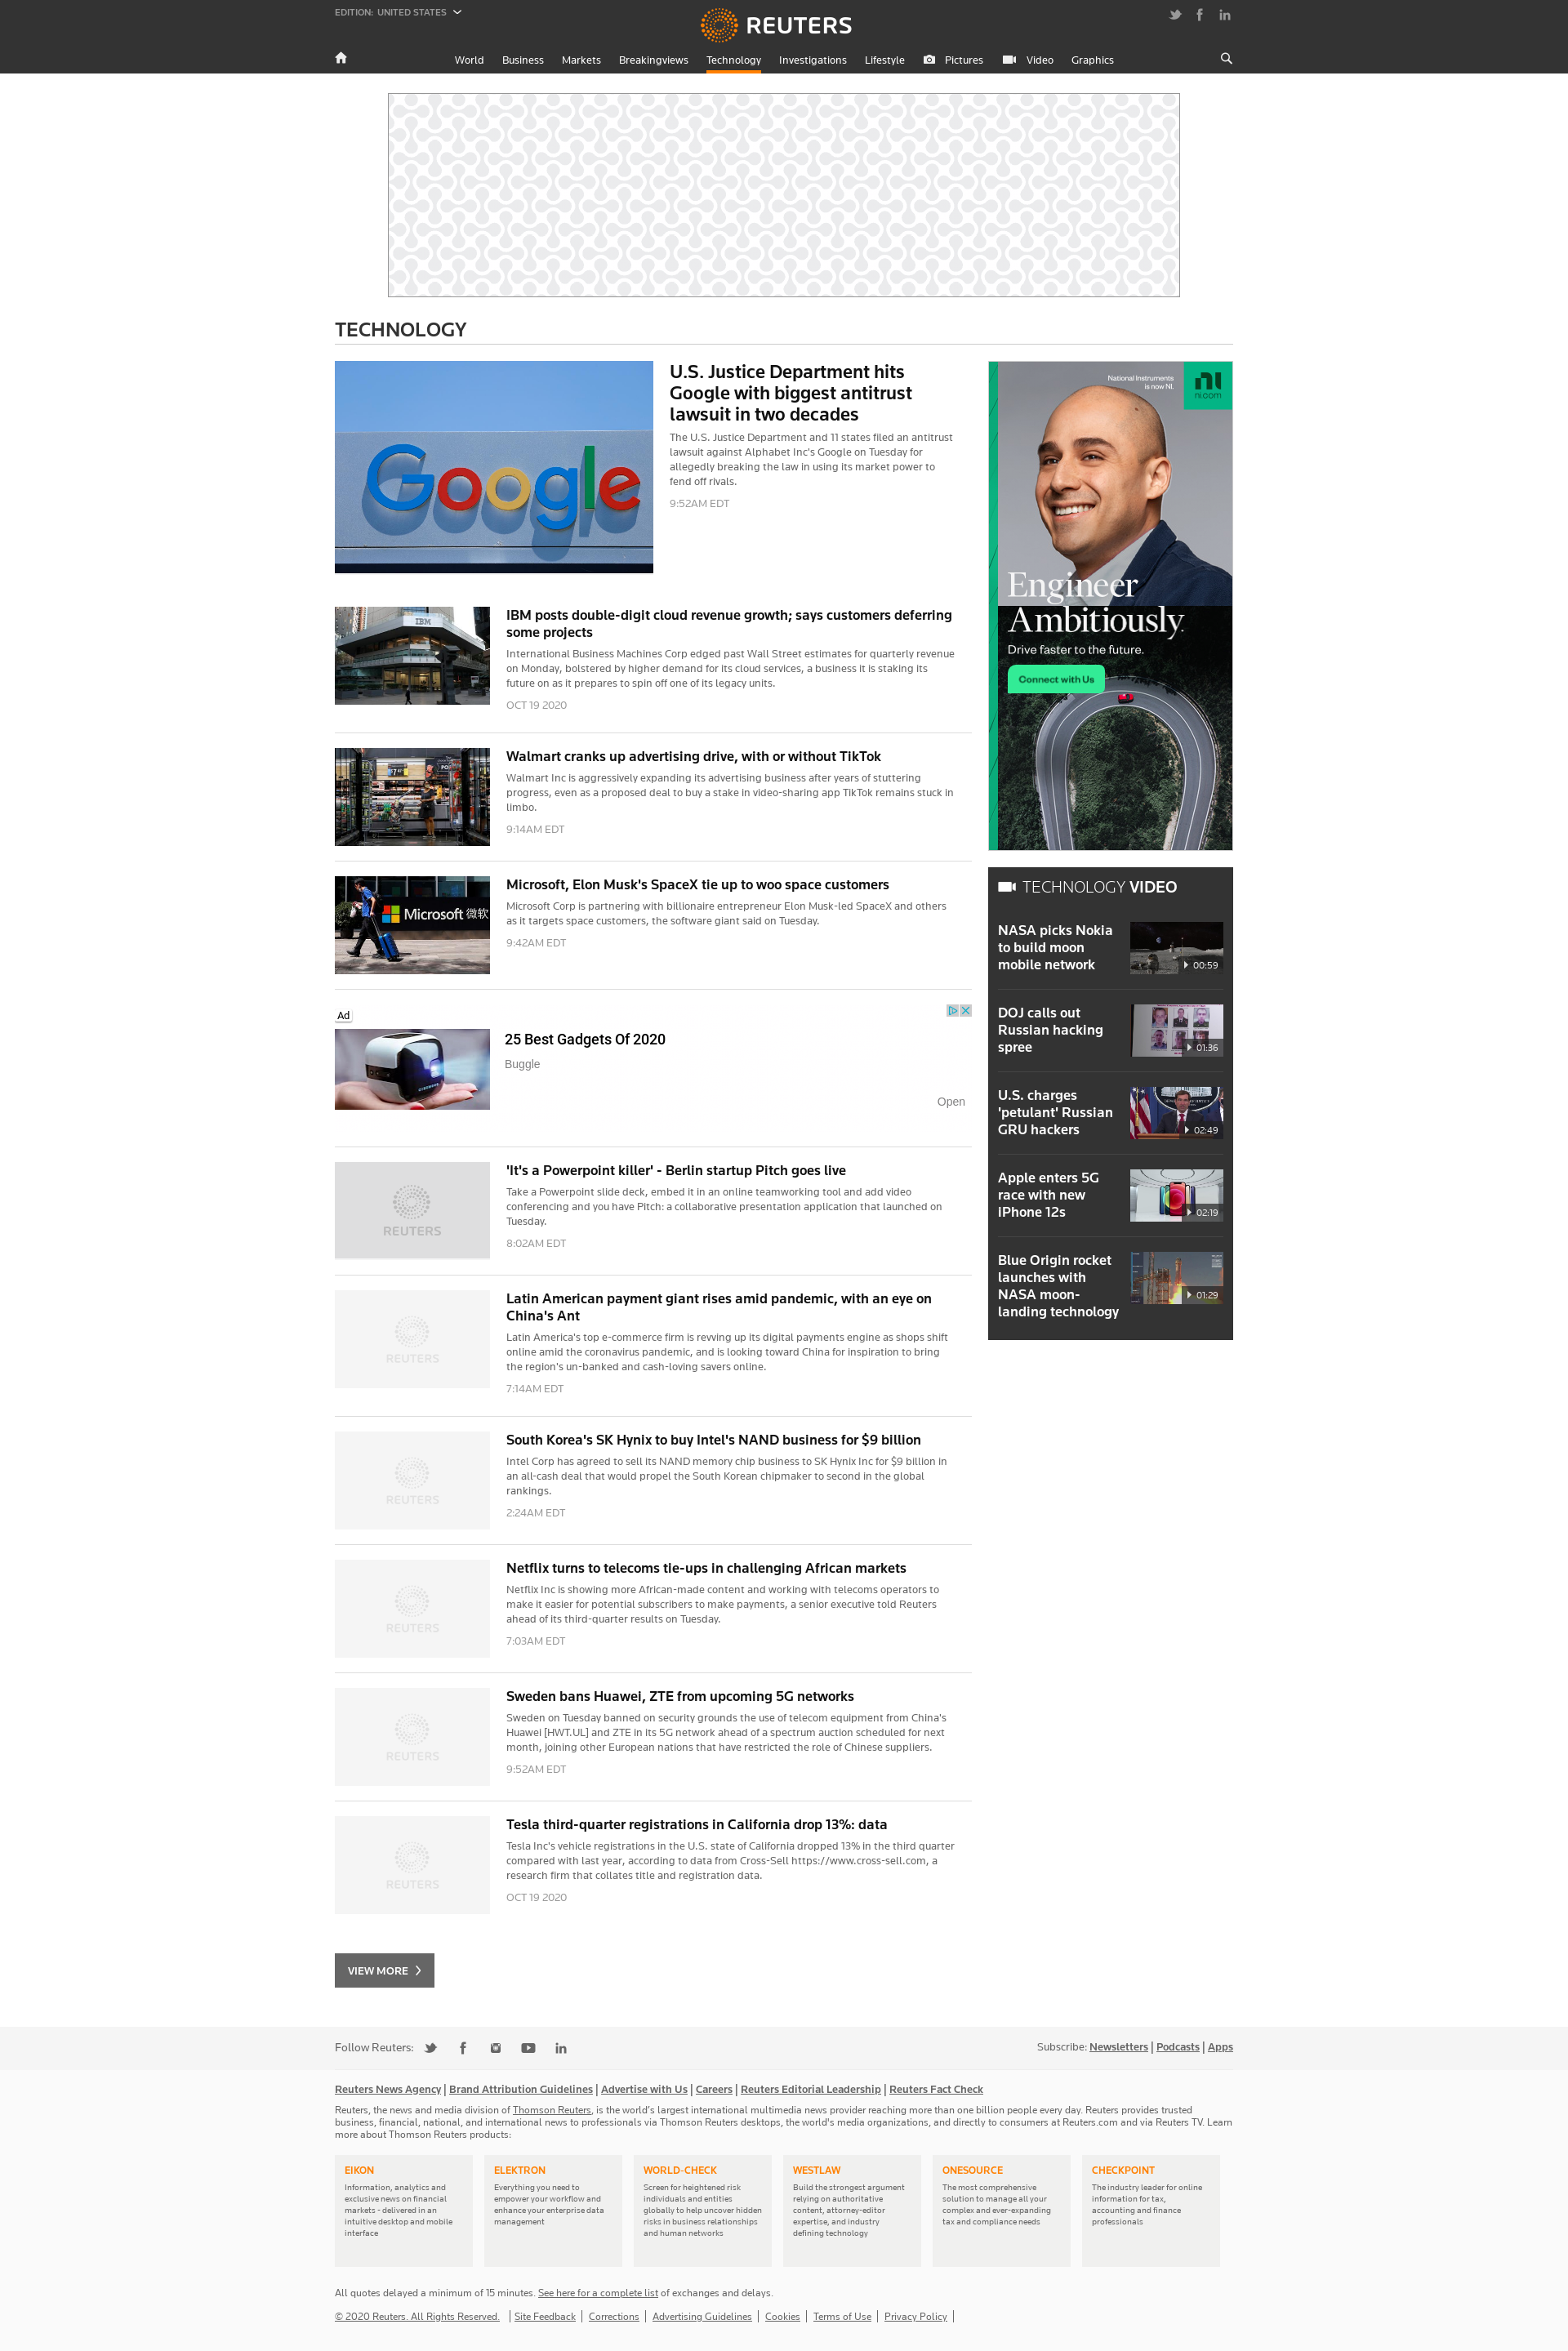 EDITION: UNITED STATES
REUTERS
World Business Markets Breakingviews Technology Investigations Lifestyle Pictures Video Graphics
TECHNOLOGY
Google
U.S. Justice Department hits
Google with biggest antitrust
lawsuit in two decades
The U.S. Justice Department and 11 states filed an antitrust
lawsuit against Alphabet Inc's Google on Tuesday for
allegedly breaking the law in using its market power to
fend off rivals.
9:52AM EDT
IBM
IBM posts double-digit cloud revenue growth; says customers deferring
some projects
International Business Machines Corp edged past Wall Street estimates for quarterly revenue
on Monday, bolstered by higher demand for its cloud services, a business it is staking its
future on as it prepares to spin off one of its legacy units.
OCT 19 2020
Walmart cranks up advertising drive, with or without TikTok
Walmart Inc is aggressively expanding its advertising business after years of stuttering
progress, even as a proposed deal to buy a stake in video-sharing app TikTok remains stuck in
limbo.
9:14AM EDT
Microsoft 微软
Microsoft, Elon Musk's SpaceX tie up to woo space customers
Microsoft Corp is partnering with billionaire entrepreneur Elon Musk-led SpaceX and others
as it targets space customers, the software giant said on Tuesday.
9:42AM EDT
Ad
25 Best Gadgets Of 2020
Buggle
Open
REUTERS
'It's a Powerpoint killer' - Berlin startup Pitch goes live
Take a Powerpoint slide deck, embed it in an online teamworking tool and add video
conferencing and you have Pitch: a collaborative presentation application that launched on
Tuesday.
8:02AM EDT
REUTERS
Latin American payment giant rises amid pandemic, with an eye on
China's Ant
Latin America's top e-commerce firm is revving up its digital payments engine as shops shift
online amid the coronavirus pandemic, and is looking toward China for inspiration to bring
the region's un-banked and cash-loving savers online.
7:14AM EDT
REUTERS
South Korea's SK Hynix to buy Intel's NAND business for $9 billion
Intel Corp has agreed to sell its NAND memory chip business to SK Hynix Inc for $9 billion in
an all-cash deal that would propel the South Korean chipmaker to second in the global
rankings.
2:24AM EDT
REUTERS
Netflix turns to telecoms tie-ups in challenging African markets
Netflix Inc is showing more African-made content and working with telecoms operators to
make it easier for potential subscribers to make payments, a senior executive told Reuters
ahead of its third-quarter results on Tuesday.
7:03AM EDT
REUTERS
Sweden bans Huawei, ZTE from upcoming 5G networks
Sweden on Tuesday banned on security grounds the use of telecom equipment from China's
Huawei [HWT.UL] and ZTE in its 5G network ahead of a spectrum auction scheduled for next
month, joining other European nations that have restricted the role of Chinese suppliers.
9:52AM EDT
REUTERS
Tesla third-quarter registrations in California drop 13%: data
Tesla Inc's vehicle registrations in the U.S. state of California dropped 13% in the third quarter
compared with last year, according to data from Cross-Sell https://www.cross-sell.com, a
research firm that collates title and registration data.
OCT 19 2020
VIEW MORE
National Instruments
is now NI.
ni
ni.com
Engineer
Ambitiously.
Drive faster to the future.
Connect with Us
TECHNOLOGY VIDEO
NASA picks Nokia
to build moon
mobile network
00:59
DOJ calls out
Russian hacking
spree
01:36
U.S. charges
'petulant' Russian
GRU hackers
02:49
Apple enters 5G
race with new
iPhone 12s
02:19
Blue Origin rocket
launches with
NASA moon-
landing technology
01:29
Follow Reuters:
Subscribe: Newsletters | Podcasts | Apps
Reuters News Agency | Brand Attribution Guidelines | Advertise with Us | Careers | Reuters Editorial Leadership | Reuters Fact Check
Reuters, the news and media division of Thomson Reuters, is the world's largest international multimedia news provider reaching more than one billion people every day. Reuters provides trusted
business, financial, national, and international news to professionals via Thomson Reuters desktops, the world's media organizations, and directly to consumers at Reuters.com and via Reuters TV. Learn
more about Thomson Reuters products:
EIKON
Information, analytics and
exclusive news on financial
markets - delivered in an
intuitive desktop and mobile
interface
ELEKTRON
Everything you need to
empower your workflow and
enhance your enterprise data
management
WORLD-CHECK
Screen for heightened risk
individuals and entities
globally to help uncover hidden
risks in business relationships
and human networks
WESTLAW
Build the strongest argument
relying on authoritative
content, attorney-editor
expertise, and industry
defining technology
ONESOURCE
The most comprehensive
solution to manage all your
complex and ever-expanding
tax and compliance needs
CHECKPOINT
The industry leader for online
information for tax,
accounting and finance
professionals
All quotes delayed a minimum of 15 minutes. See here for a complete list of exchanges and delays.
© 2020 Reuters. All Rights Reserved. | Site Feedback | Corrections | Advertising Guidelines | Cookies | Terms of Use | Privacy Policy |